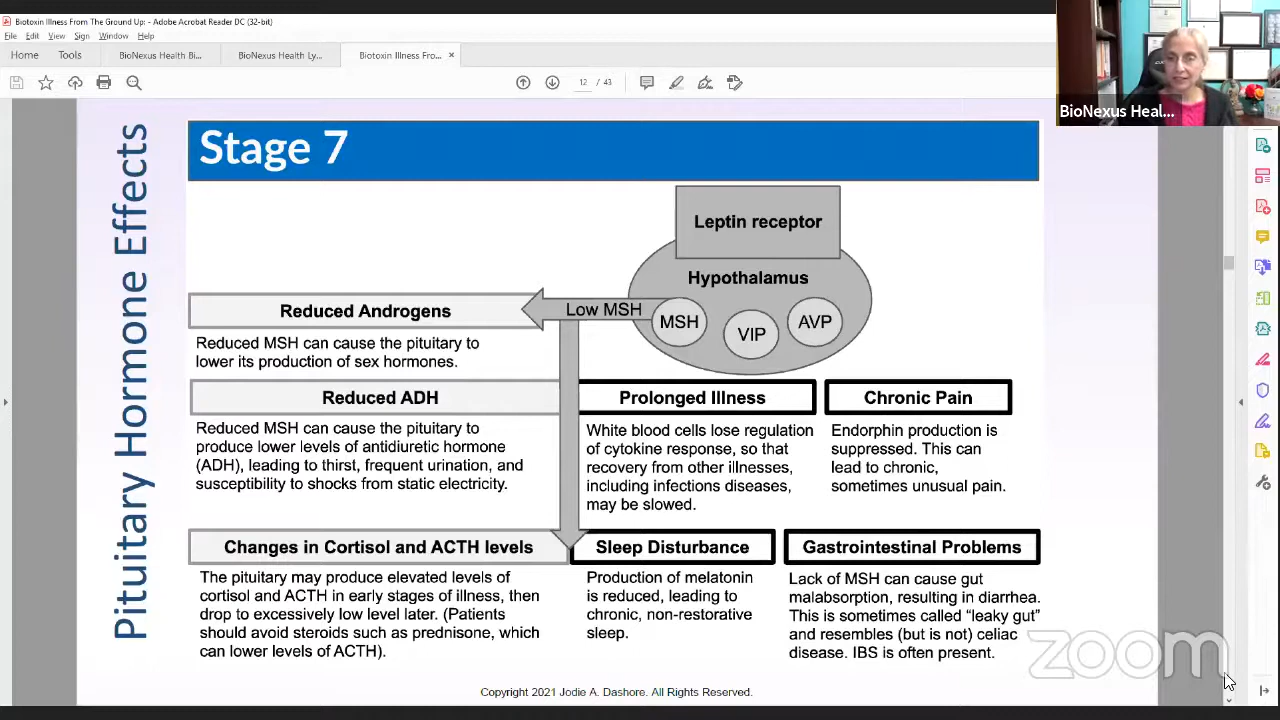 Biotoxin Illness From The Ground Up: - Adobe Acrobat Reader DC (32-bit)
File Edit View Sign Window Help
Home Tools BioNexus Health Bi... BioNexus Health Ly... Biotoxin Illness Fro... ×
12 / 43
BioNexus Heal...
Pituitary Hormone Effects
Stage 7
Leptin receptor
Hypothalamus
Low MSH
MSH
VIP
AVP
Reduced Androgens
Reduced MSH can cause the pituitary to
lower its production of sex hormones.
Reduced ADH
Reduced MSH can cause the pituitary to
produce lower levels of antidiuretic hormone
(ADH), leading to thirst, frequent urination, and
susceptibility to shocks from static electricity.
Prolonged Illness
White blood cells lose regulation
of cytokine response, so that
recovery from other illnesses,
including infections diseases,
may be slowed.
Chronic Pain
Endorphin production is
suppressed. This can
lead to chronic,
sometimes unusual pain.
Changes in Cortisol and ACTH levels
The pituitary may produce elevated levels of
cortisol and ACTH in early stages of illness, then
drop to excessively low level later. (Patients
should avoid steroids such as prednisone, which
can lower levels of ACTH).
Sleep Disturbance
Production of melatonin
is reduced, leading to
chronic, non-restorative
sleep.
Gastrointestinal Problems
Lack of MSH can cause gut
malabsorption, resulting in diarrhea.
This is sometimes called “leaky gut”
and resembles (but is not) celiac
disease. IBS is often present.
zoom
Copyright 2021 Jodie A. Dashore. All Rights Reserved.